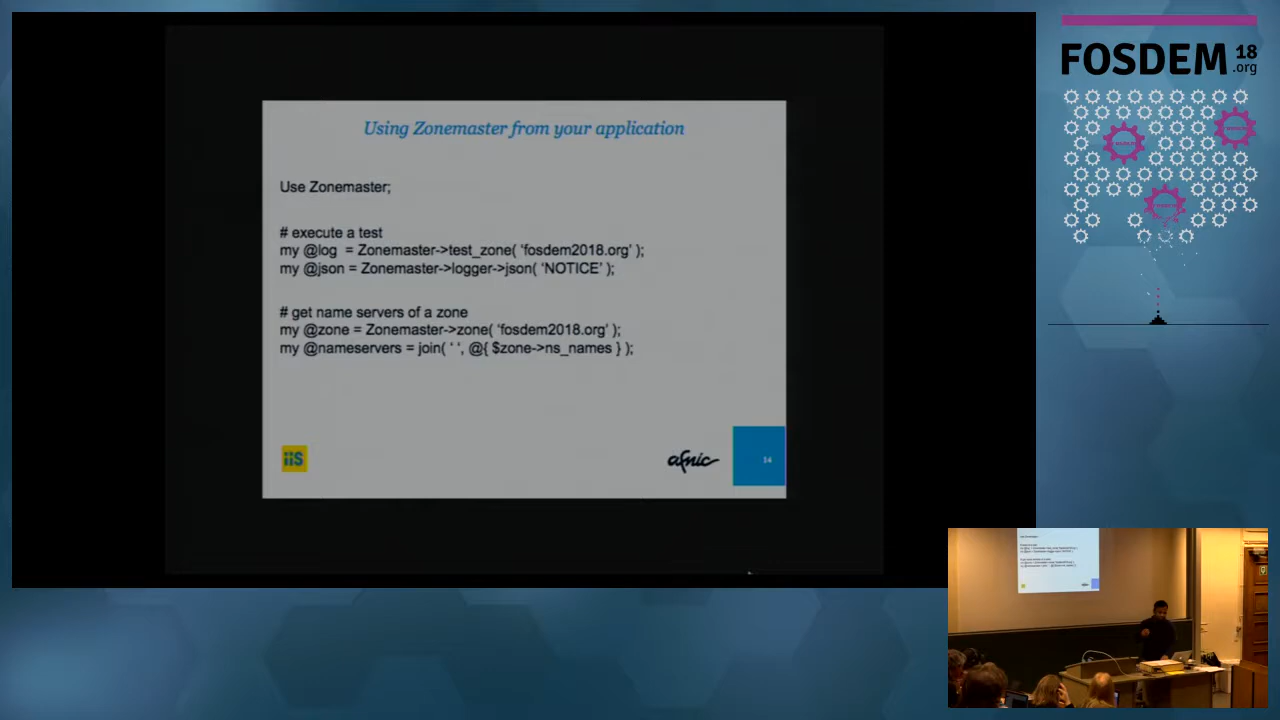 Using Zonemaster from your application
Use Zonemaster;
# execute a test
my @log = Zonemaster->test_zone( 'fosdem2018.org' );
my @json = Zonemaster->logger->json( 'NOTICE' );
# get name servers of a zone
my @zone = Zonemaster->zone( 'fosdem2018.org' );
my @nameservers = join( ' ', @{ $zone->ns_names } );
iis
afnic
14
FOSDEM 18
.org